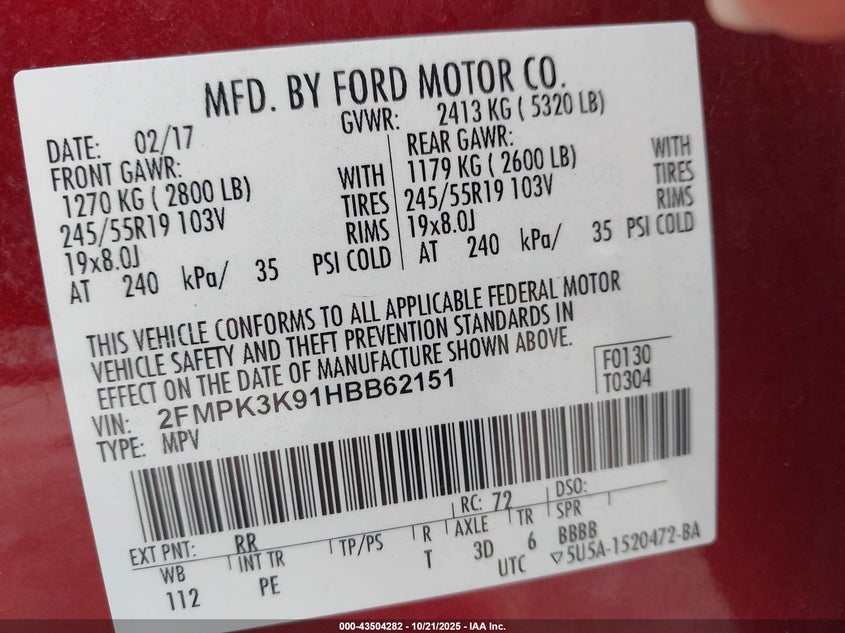 MFD. BY FORD MOTOR CO.
DATE: 02/17 GVWR: 2413 KG ( 5320 LB)
FRONT GAWR: REAR GAWR:
1270 KG ( 2800 LB) WITH 1179 KG ( 2600 LB) WITH
245/55R19 103V TIRES 245/55R19 103V TIRES
19x8.0J RIMS 19x8.0J RIMS
AT 240 kPa/ 35 PSI COLD AT 240 kPa/ 35 PSI COLD
THIS VEHICLE CONFORMS TO ALL APPLICABLE FEDERAL MOTOR
VEHICLE SAFETY AND THEFT PREVENTION STANDARDS IN
EFFECT ON THE DATE OF MANUFACTURE SHOWN ABOVE.
F0130
T0304
VIN: 2FMPK3K91HBB62151
TYPE: MPV
EXT PNT: RR RC: 72 DSO:
WB INT TR TP/PS R AXLE TR SPR
112 PE T 3D 6 BBBB
UTC ▽5U5A-1520472-BA
000-43504282 - 10/21/2025 - IAA Inc.